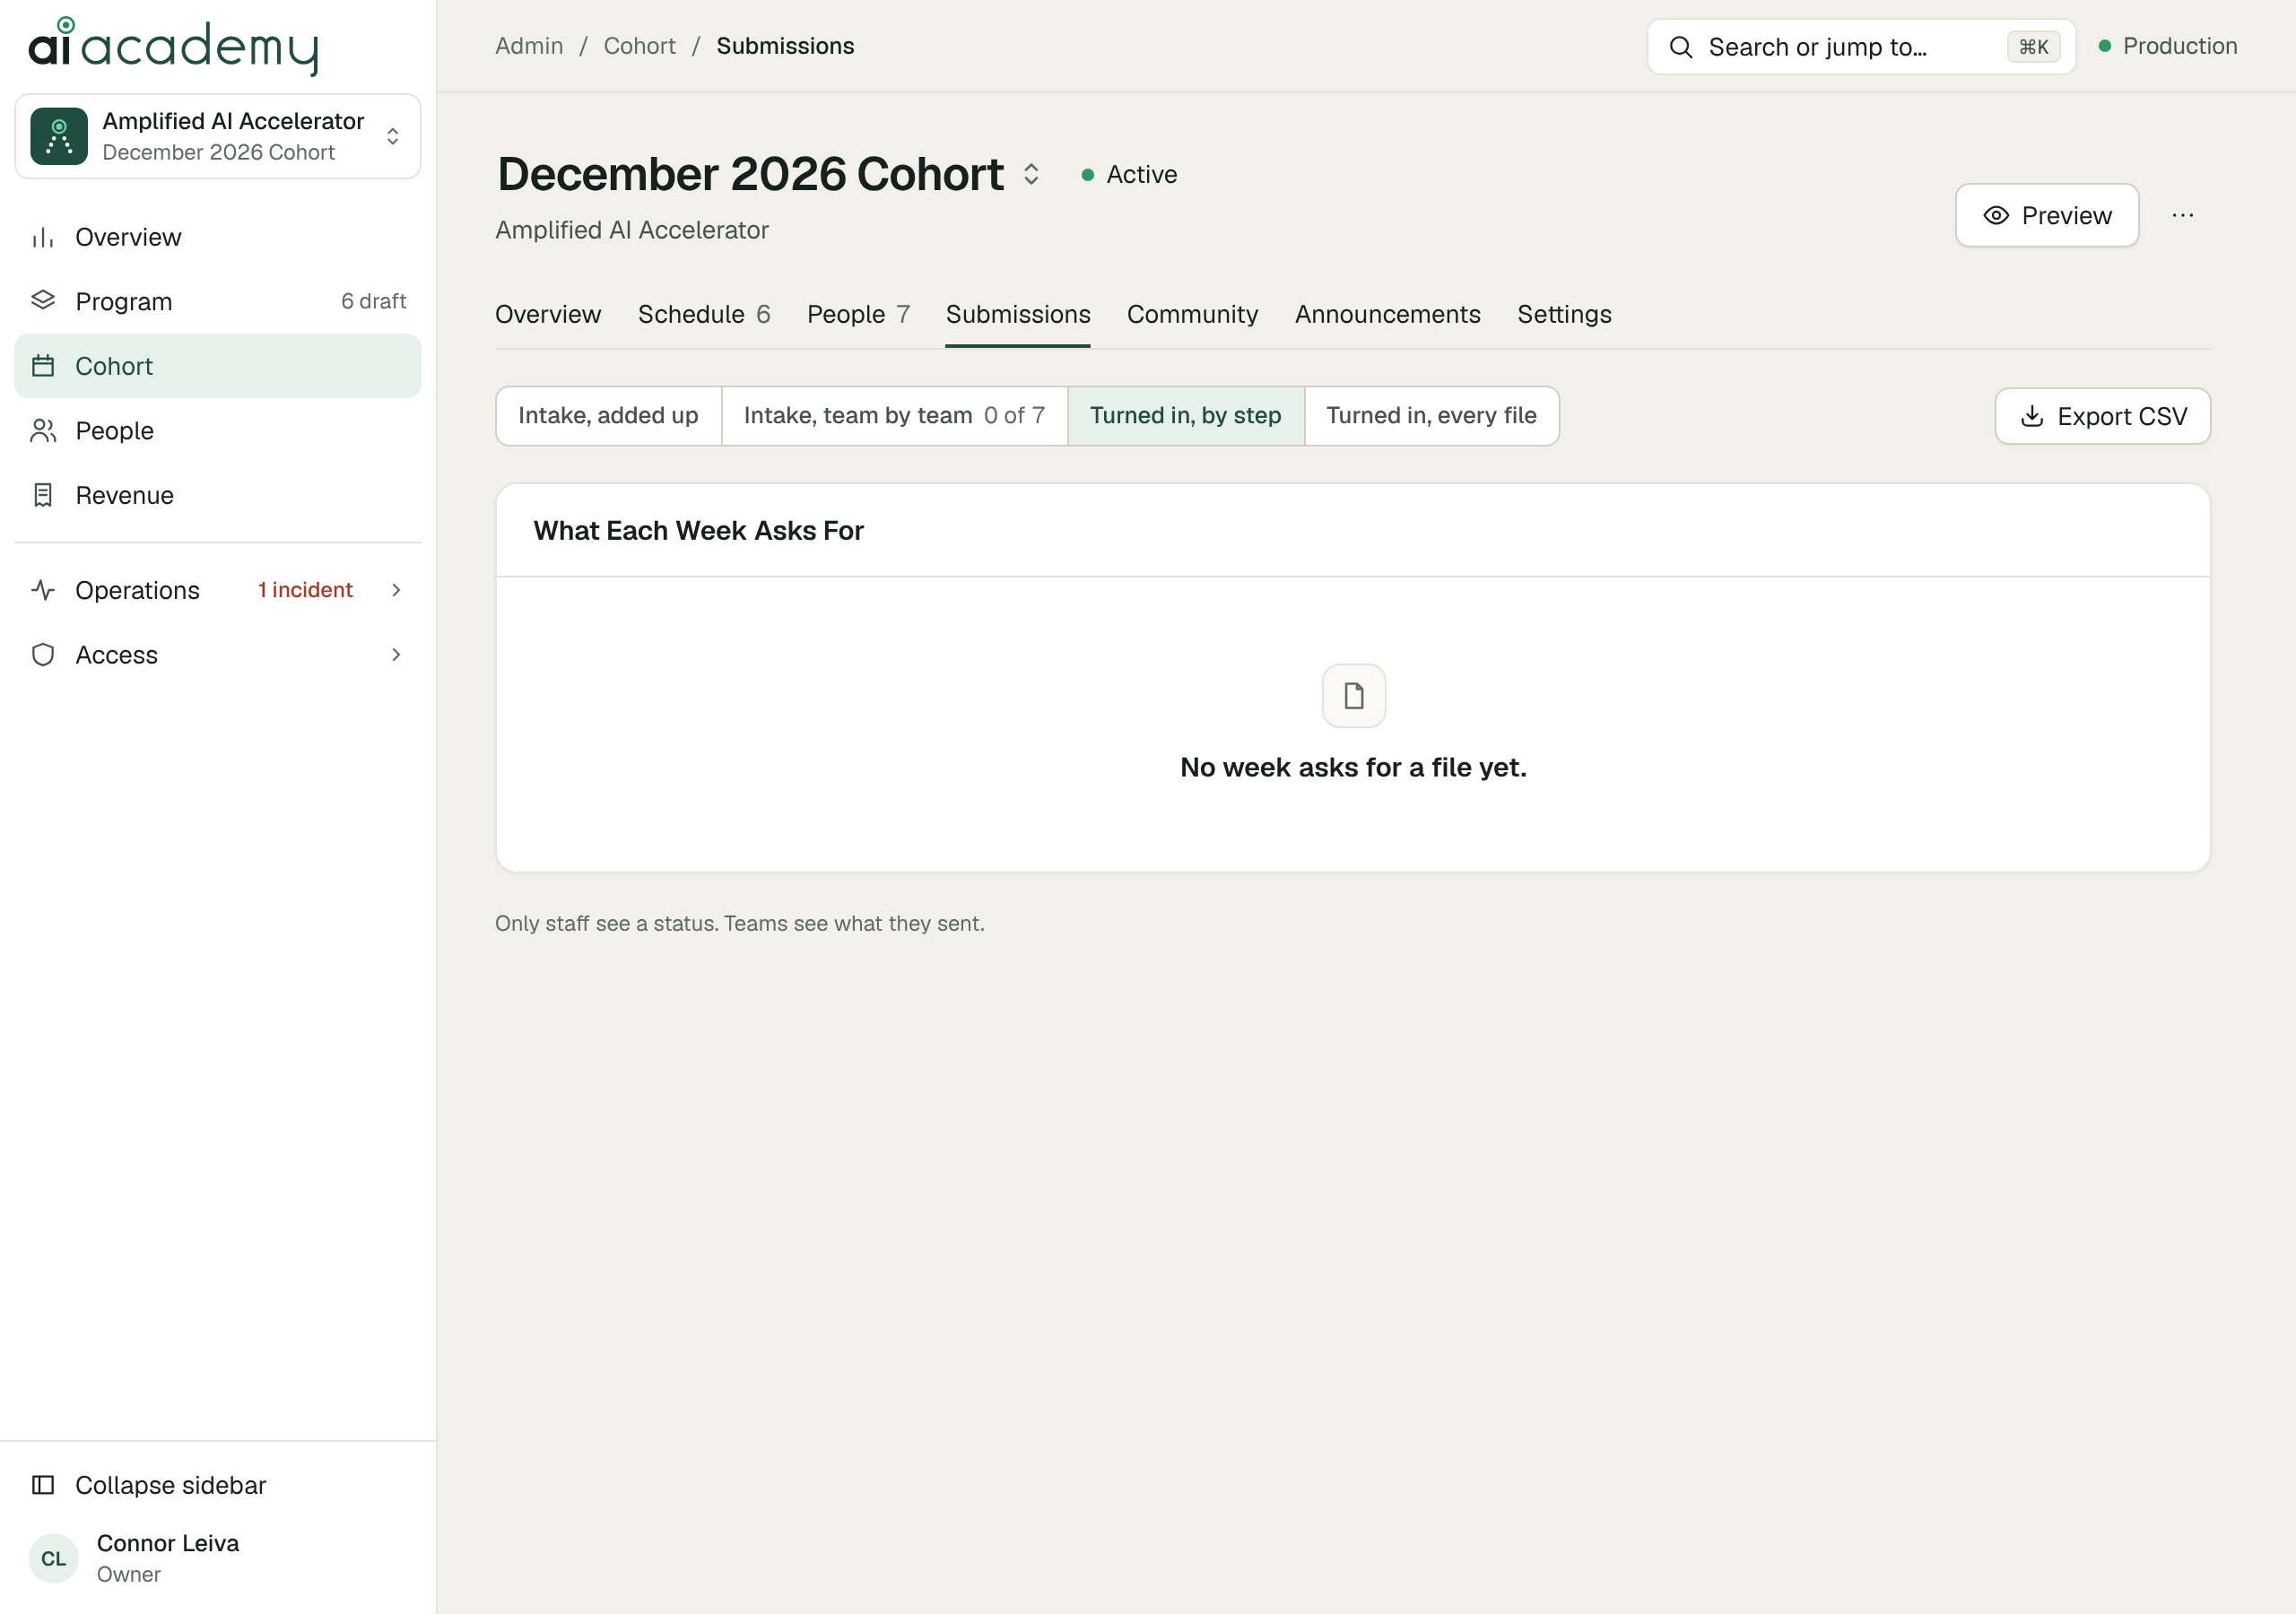 ai academy
Amplified AI Accelerator
December 2026 Cohort
Overview
Program 6 draft
Cohort
People
Revenue
Operations 1 incident
Access
Collapse sidebar
CL
Connor Leiva
Owner
Admin / Cohort / Submissions
Search or jump to... ⌘K
Production
December 2026 Cohort
Active
Amplified AI Accelerator
Preview
Overview Schedule 6 People 7 Submissions Community Announcements Settings
Intake, added up Intake, team by team 0 of 7 Turned in, by step Turned in, every file
Export CSV
What Each Week Asks For
No week asks for a file yet.
Only staff see a status. Teams see what they sent.